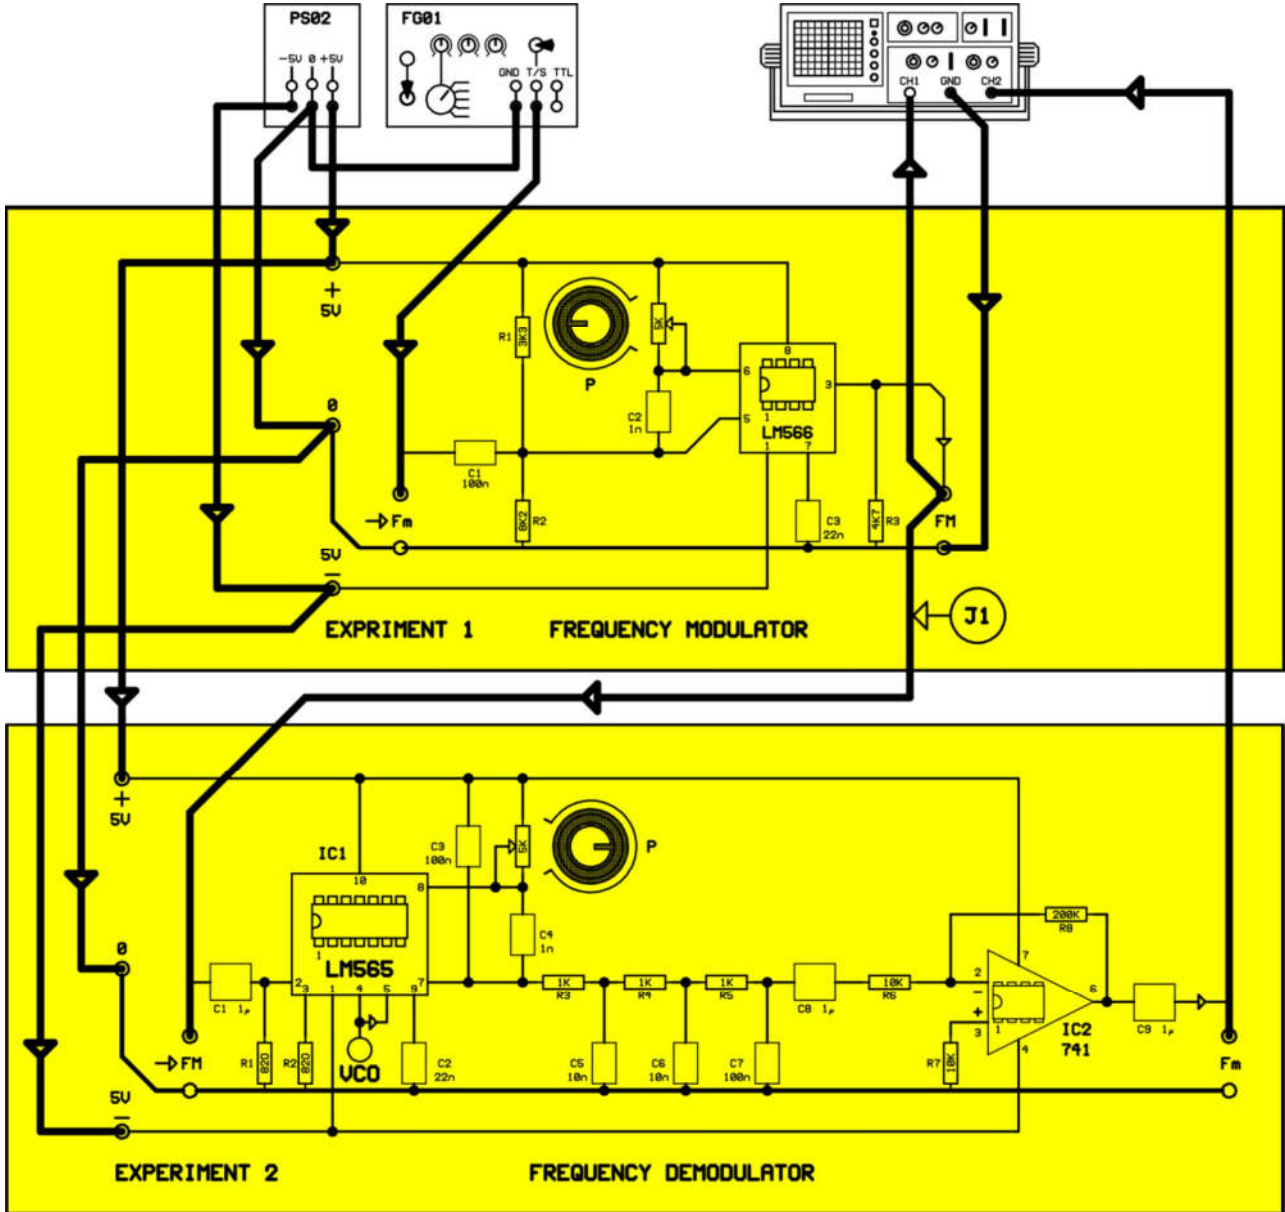 PS02
FG01
-5V 0 +5V
GND T/S TTL
CH1 GND CH2
+
5V
R1
3K3
P
5K
8
6
3
C2
1n
5
1
LM566
1
7
0
C1
100n
Fm
8K2
R2
C3
22n
4K7
R3
FM
5V
-
EXPRIMENT 1
FREQUENCY MODULATOR
J1
+
5V
IC1
C3
100n
5K
P
10
8
1
LM565
C4
1n
0
200K
R8
2
3
1
4
5
9
7
1K
R3
1K
R4
1K
R5
C8 1µ
10K
R6
2
-
+
3
1
7
6
4
IC2
741
C1 1µ
C9 1µ
FM
R1
820
R2
820
VCO
C2
22n
C5
10n
C6
10n
C7
100n
R7
10K
Fm
5V
-
EXPERIMENT 2
FREQUENCY DEMODULATOR